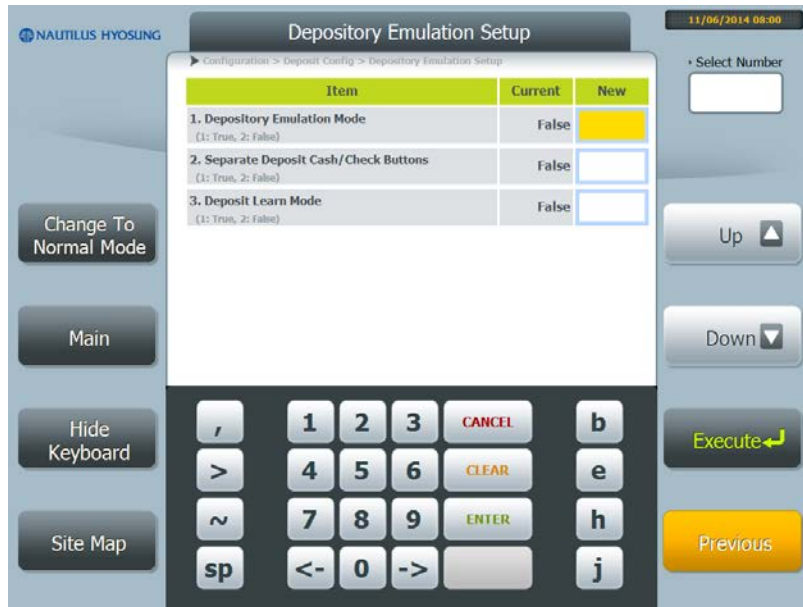 NAUTILUS HYOSUNG
Depository Emulation Setup
11/06/2014 08:00
Configuration > Deposit Config > Depository Emulation Setup
Select Number
Item Current New
1. Depository Emulation Mode False
(1: True, 2: False)
2. Separate Deposit Cash/Check Buttons False
(1: True, 2: False)
3. Deposit Learn Mode False
(1: True, 2: False)
Change To
Normal Mode
Up
Main
Down
Hide
Keyboard
Execute
Site Map
Previous
, 1 2 3 CANCEL b
> 4 5 6 CLEAR e
~ 7 8 9 ENTER h
sp <- 0 -> j